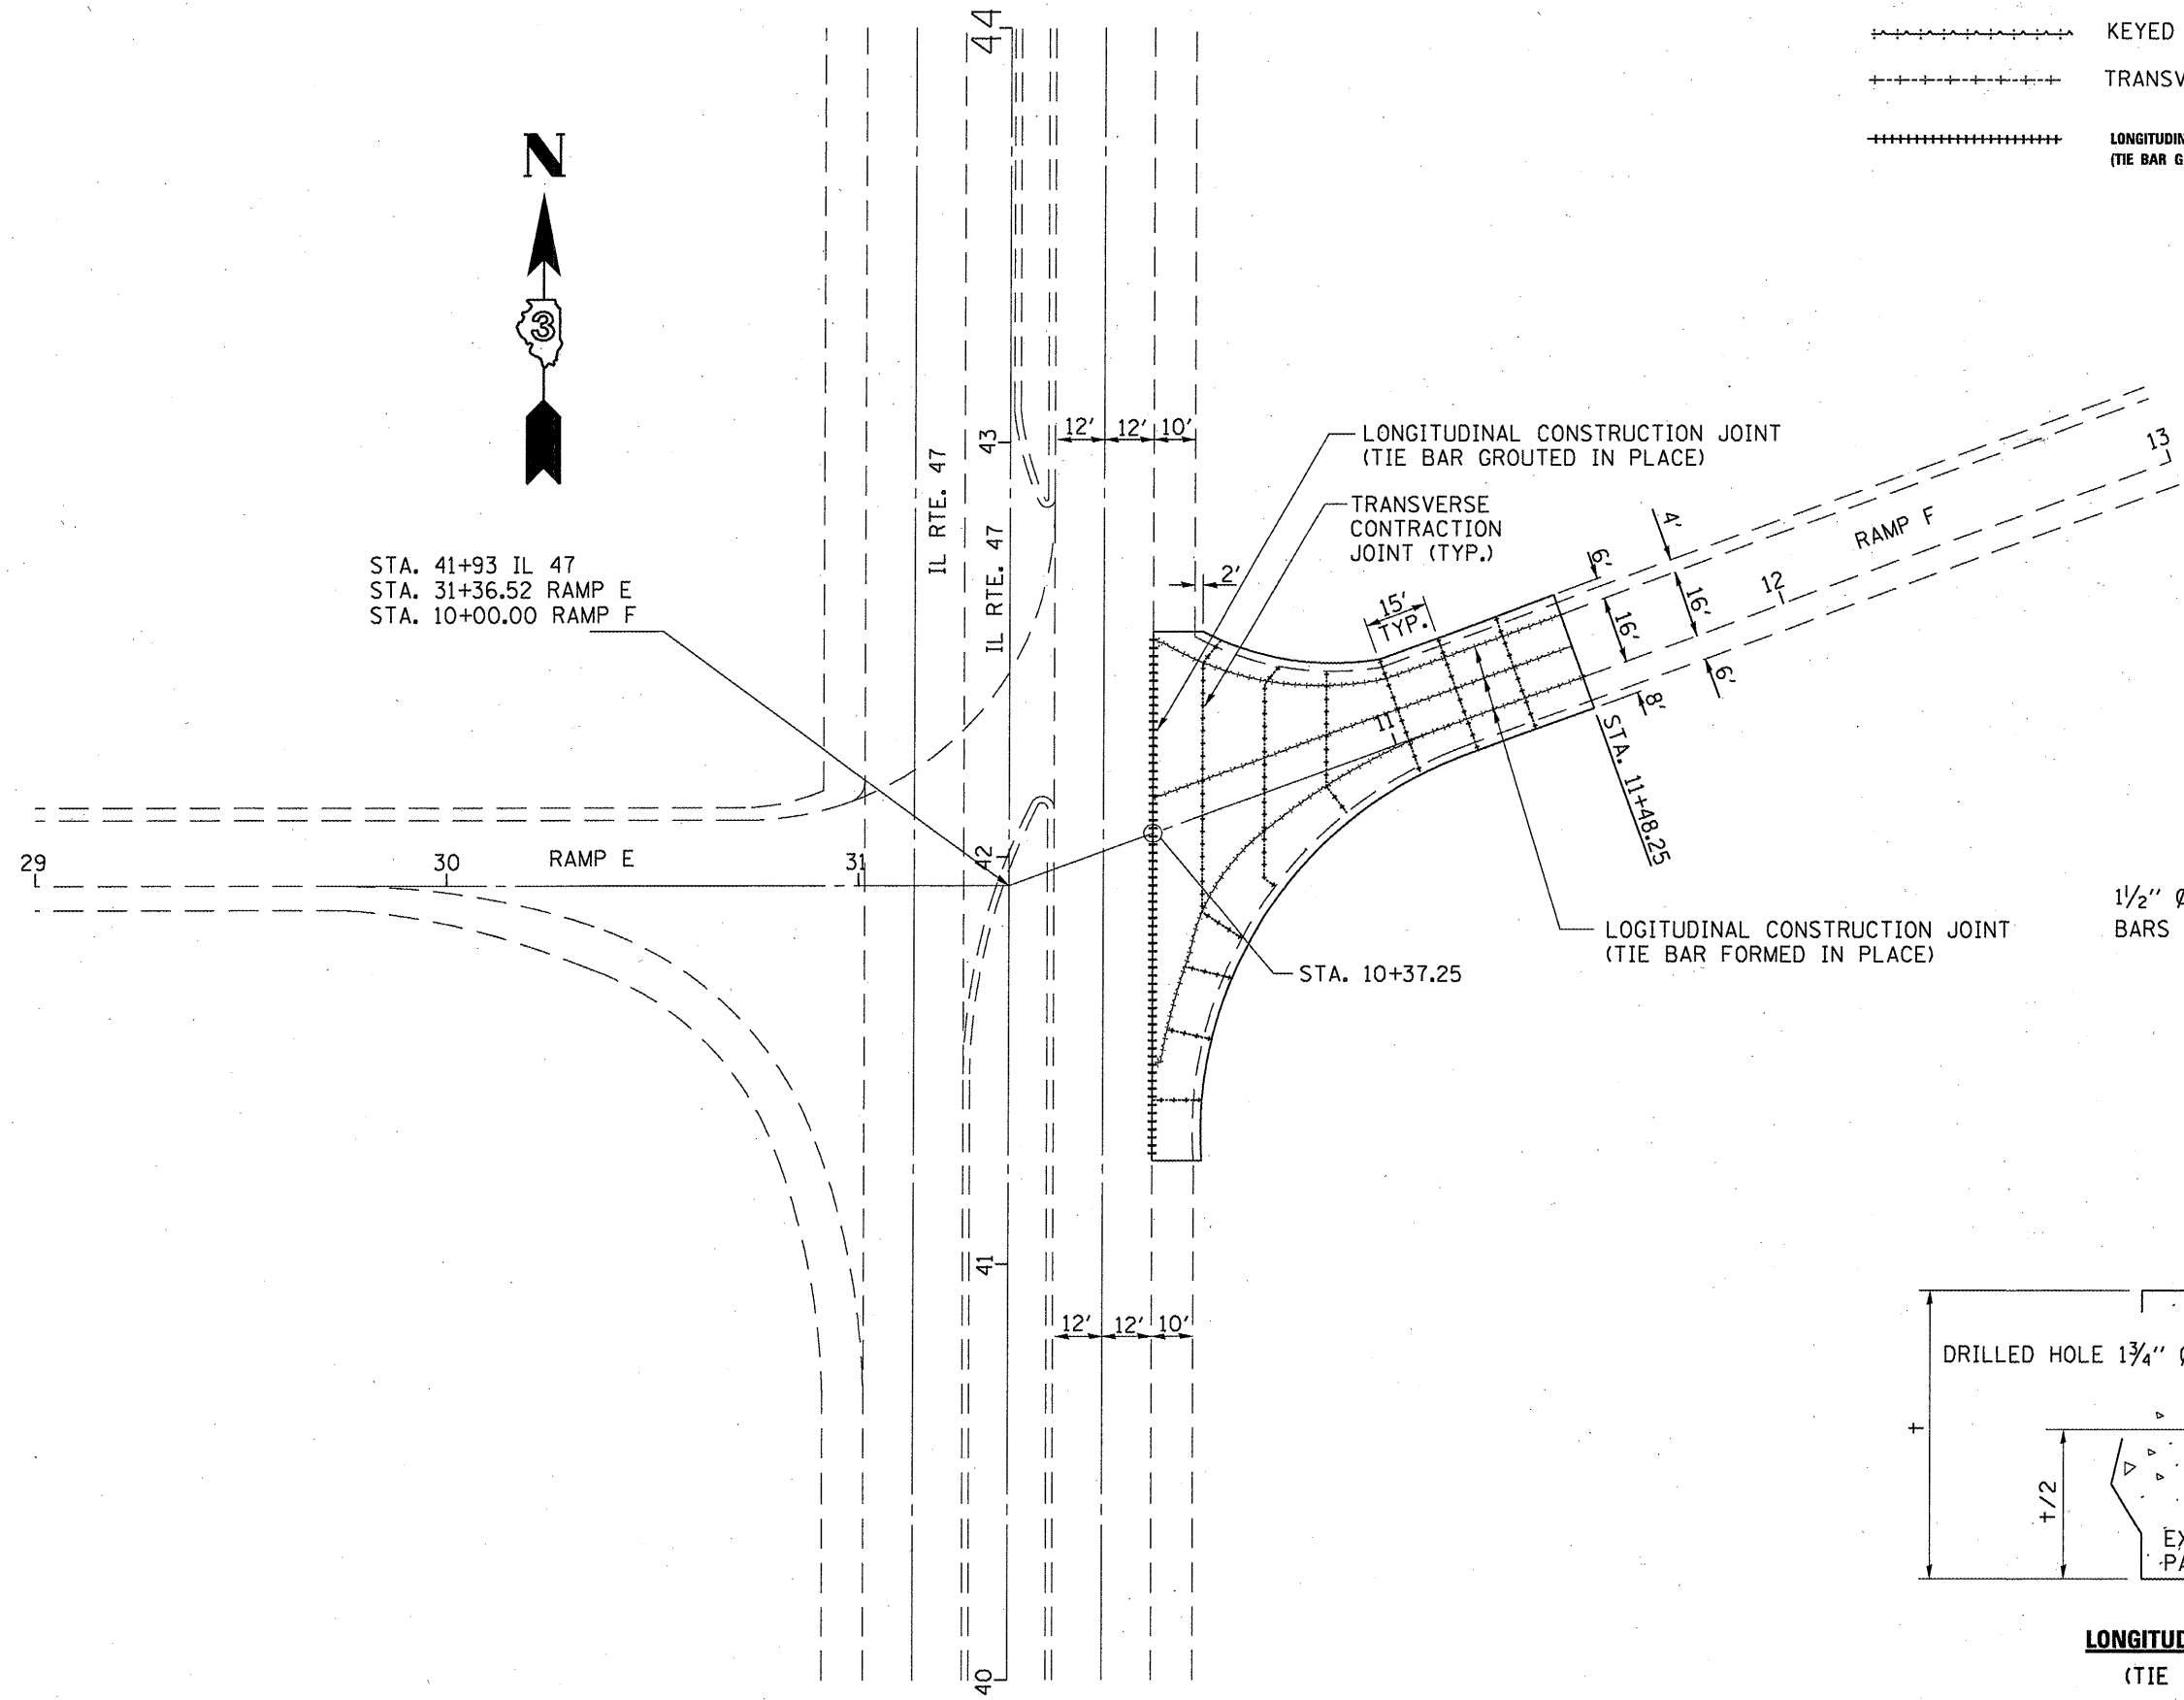 44
KEYED
TRANSV
LONGITUDIN
(TIE BAR G
N
3
12' 12' 10'
43
LONGITUDINAL CONSTRUCTION JOINT
(TIE BAR GROUTED IN PLACE)
13
IL RTE. 47
IL RTE. 47
TRANSVERSE
CONTRACTION
JOINT (TYP.)
4'
RAMP F
STA. 41+93 IL 47
STA. 31+36.52 RAMP E
STA. 10+00.00 RAMP F
2'
6'
12
15'
TYP.
16'
16'
6'
8'
11
STA. 11+48.25
29
30
RAMP E
31
42
1½" Ø
BARS
LOGITUDINAL CONSTRUCTION JOINT
(TIE BAR FORMED IN PLACE)
STA. 10+37.25
41
12' 12' 10'
DRILLED HOLE 1¾" Ø
t
t/2
EX
PA
40
LONGITUD
(TIE